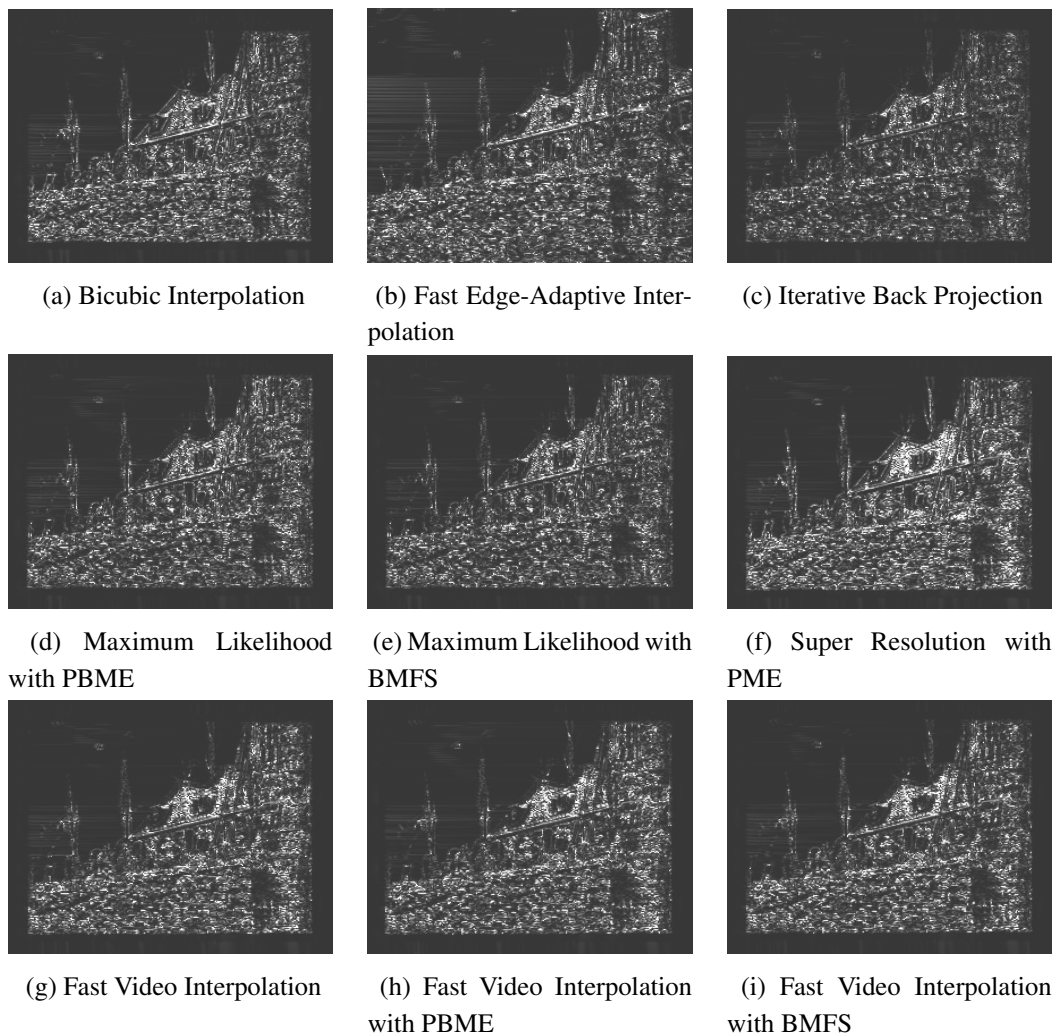 (a) Bicubic Interpolation
(b) Fast Edge-Adaptive Inter-
polation
(c) Iterative Back Projection
(d) Maximum Likelihood
with PBME
(e) Maximum Likelihood with
BMFS
(f) Super Resolution with
PME
(g) Fast Video Interpolation
(h) Fast Video Interpolation
with PBME
(i) Fast Video Interpolation
with BMFS